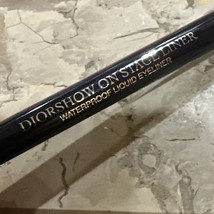 DIORSHOW ON STAGE LINER
WATERPROOF LIQUID EYELINER